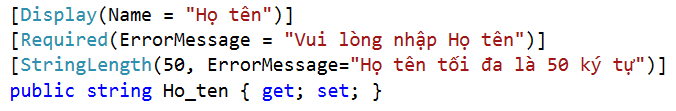 [Display(Name = "Họ tên")]
[Required(ErrorMessage = "Vui lòng nhập Họ tên")]
[StringLength(50, ErrorMessage="Họ tên tối đa là 50 ký tự")]
public string Ho_ten { get; set; }